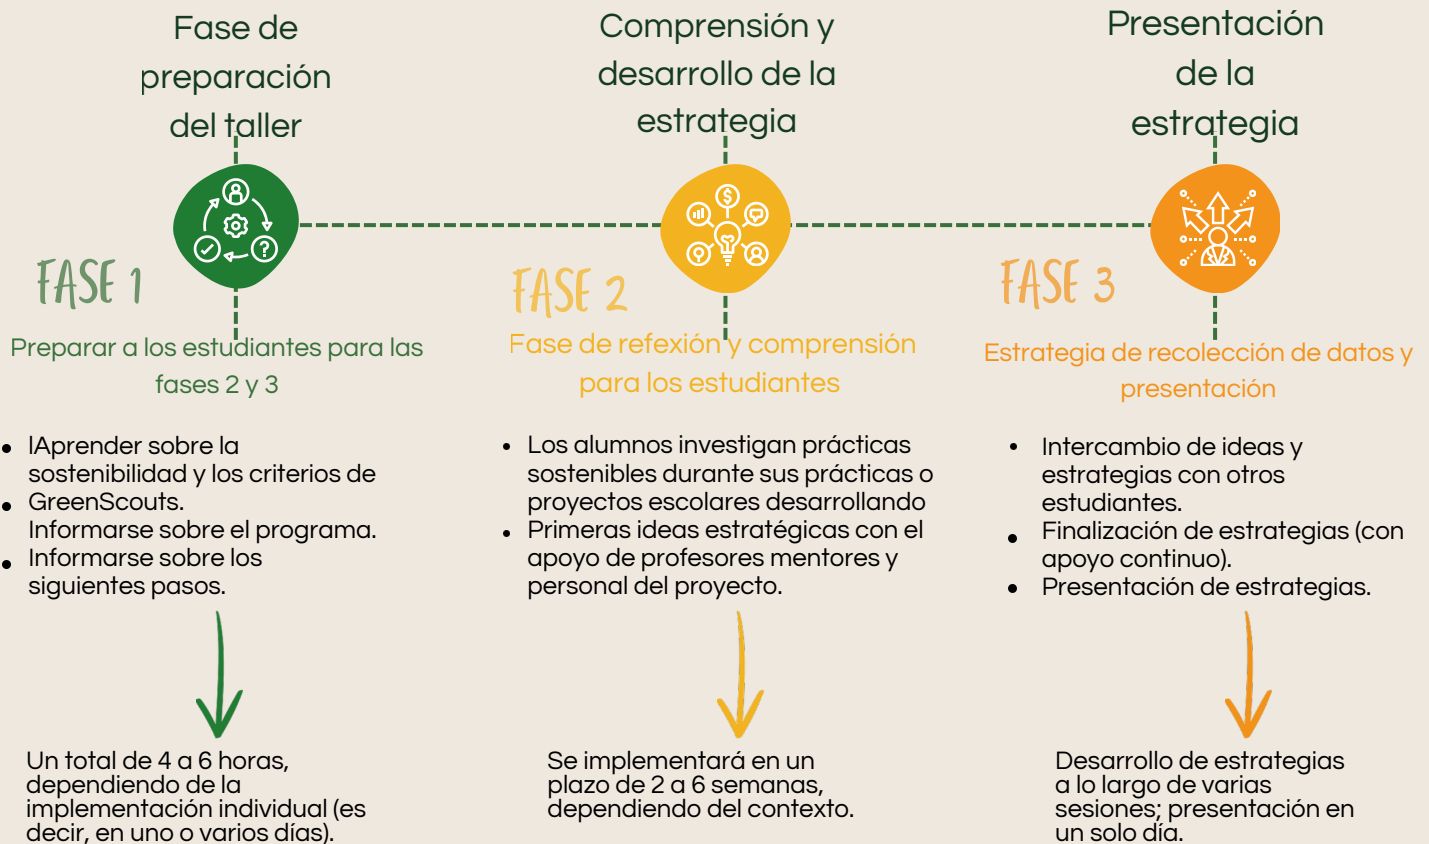 Fase de
preparación
del taller
FASE 1
Preparar a los estudiantes para las
fases 2 y 3
• lAprender sobre la
sostenibilidad y los criterios de
• GreenScouts.
Informarse sobre el programa.
• Informarse sobre los
siguientes pasos.
Un total de 4 a 6 horas,
dependiendo de la
implementación individual (es
decir, en uno o varios días).
Comprensión y
desarrollo de la
estrategia
$
FASE 2
Fase de refexión y comprensión
para los estudiantes
• Los alumnos investigan prácticas
sostenibles durante sus prácticas o
proyectos escolares desarrollando
• Primeras ideas estratégicas con el
apoyo de profesores mentores y
personal del proyecto.
Se implementará en un
plazo de 2 a 6 semanas,
dependiendo del contexto.
Presentación
de la
estrategia
FASE 3
Estrategia de recolección de datos y
presentación
• Intercambio de ideas y
estrategias con otros
estudiantes.
• Finalización de estrategias (con
apoyo continuo).
• Presentación de estrategias.
Desarrollo de estrategias
a lo largo de varias
sesiones; presentación en
un solo día.